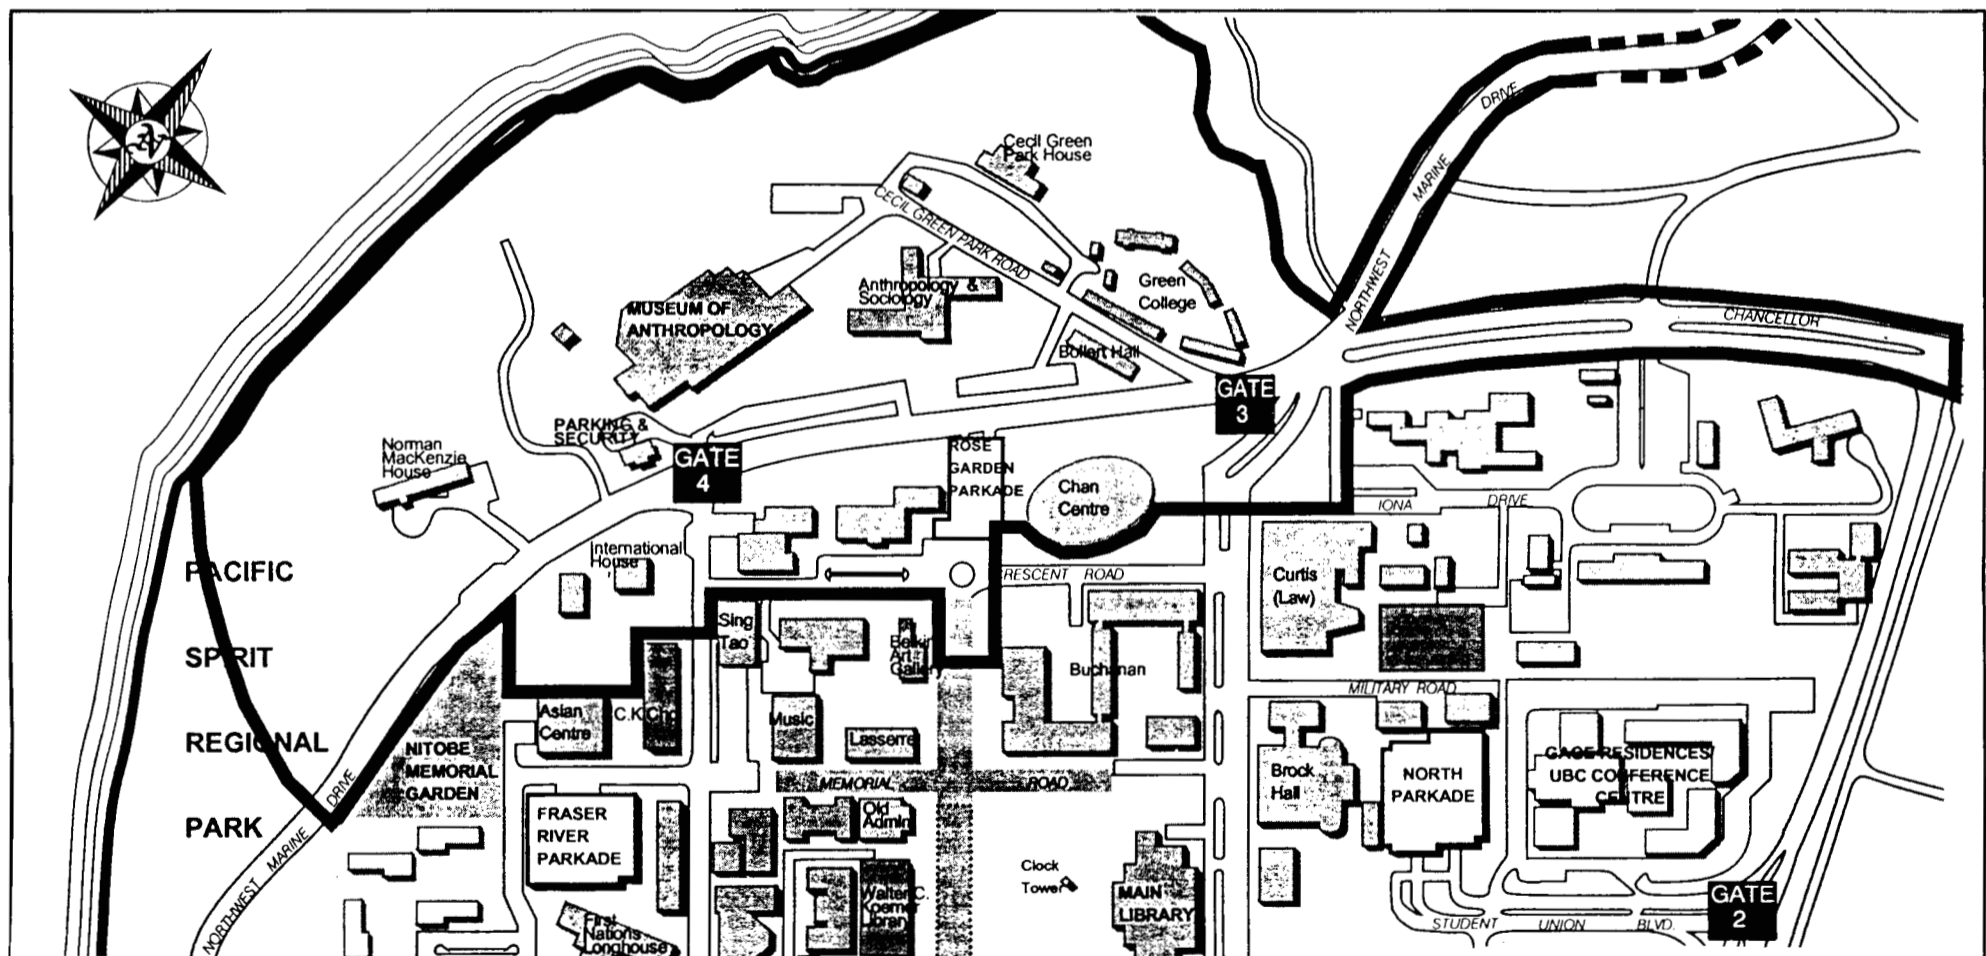 DRIVE
MARINE
NORTHWEST
Cecil Green
Park House
CECIL GREEN PARK ROAD
Green
College
Anthropology &
Sociology
MUSEUM OF
ANTHROPOLOGY
Bollert Hall
CHANCELLOR
GATE
3
PARKING &
SECURITY
Norman
MacKenzie
House
GATE
4
ROSE
GARDEN
PARKADE
Chan
Centre
IONA DRIVE
International
House
CRESCENT ROAD
Curtis
(Law)
PACIFIC
SPIRIT
REGIONAL
PARK
Sing
Tao
Belkin
Art
Gallery
Buchanan
MILITARY ROAD
Asian
Centre
C.K.Choi
Music
Lasserre
NITOBE
MEMORIAL
GARDEN
MEMORIAL ROAD
Brock
Hall
NORTH
PARKADE
GAGE RESIDENCES/
UBC CONFERENCE
CENTRE
DRIVE
MARINE
NORTHWEST
FRASER
RIVER
PARKADE
Old
Admin
Clock
Tower
Walter C.
Koerner
Library
MAIN
LIBRARY
First
Nations
Longhouse
STUDENT UNION BLVD.
GATE
2